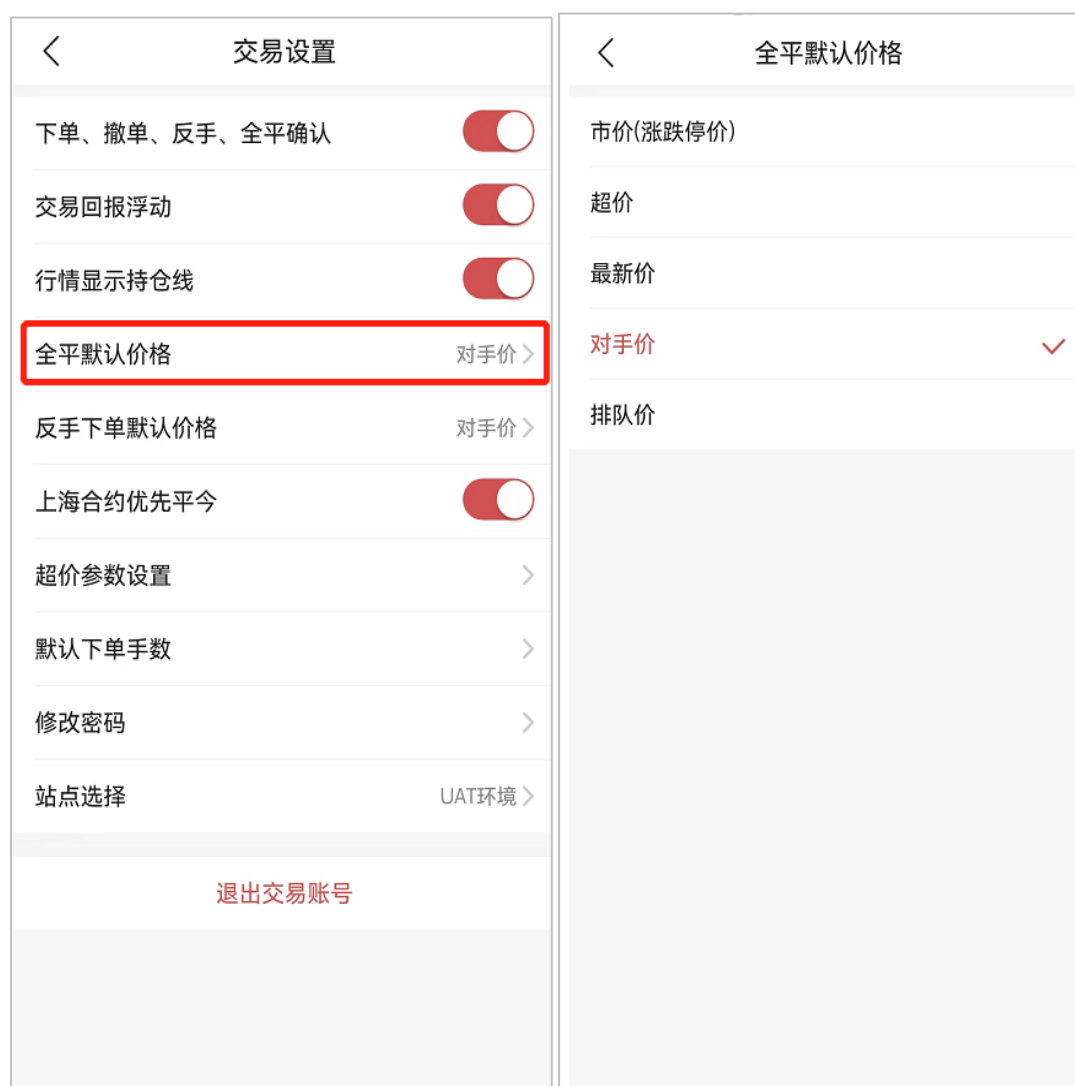 交易设置
下单、撤单、反手、全平确认
交易回报浮动
行情显示持仓线
全平默认价格 对手价
反手下单默认价格 对手价
上海合约优先平今
超价参数设置
默认下单手数
修改密码
站点选择 UAT环境
退出交易账号
全平默认价格
市价(涨跌停价)
超价
最新价
对手价
排队价